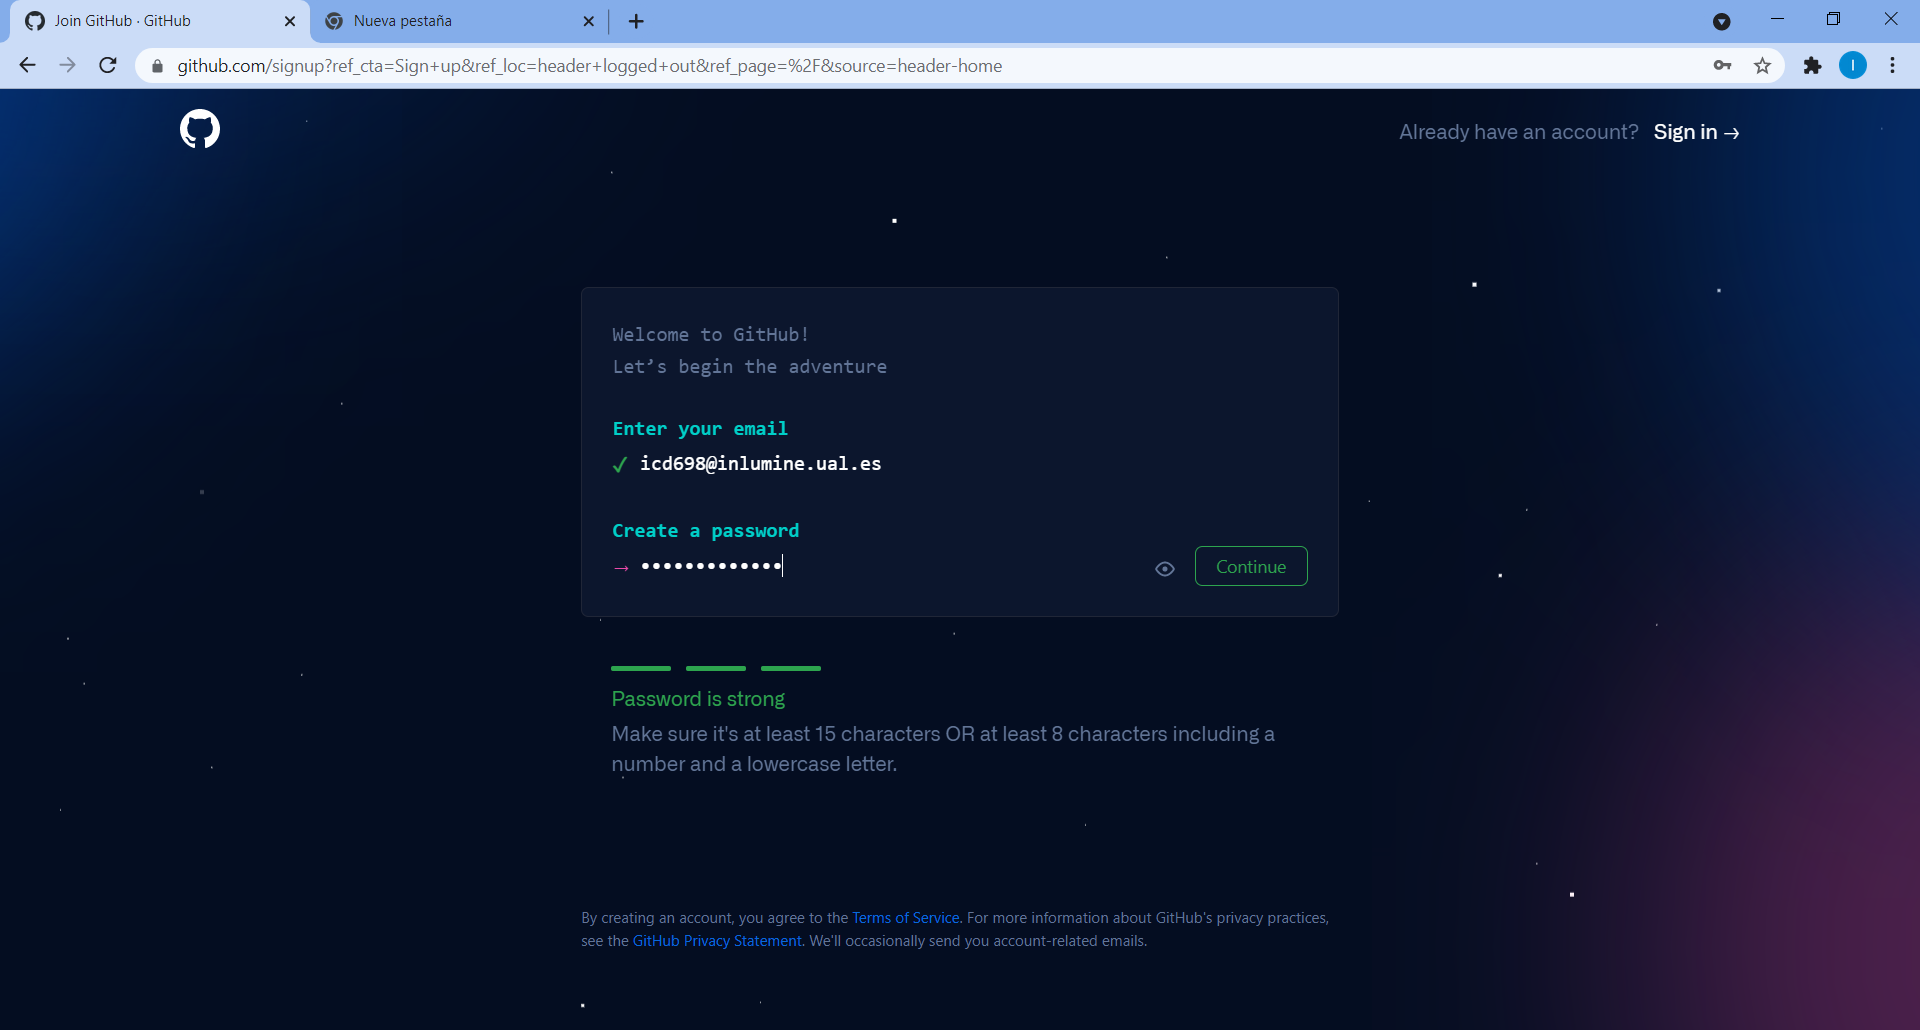 Join GitHub · GitHub
Nueva pestaña
github.com/signup?ref_cta=Sign+up&ref_loc=header+logged+out&ref_page=%2F&source=header-home
I
Already have an account? Sign in →
Welcome to GitHub!
Let’s begin the adventure
Enter your email
✓ icd698@inlumine.ual.es
Create a password
→ •••••••••••••
Continue
Password is strong
Make sure it's at least 15 characters OR at least 8 characters including a
number and a lowercase letter.
By creating an account, you agree to the Terms of Service. For more information about GitHub's privacy practices,
see the GitHub Privacy Statement. We'll occasionally send you account-related emails.